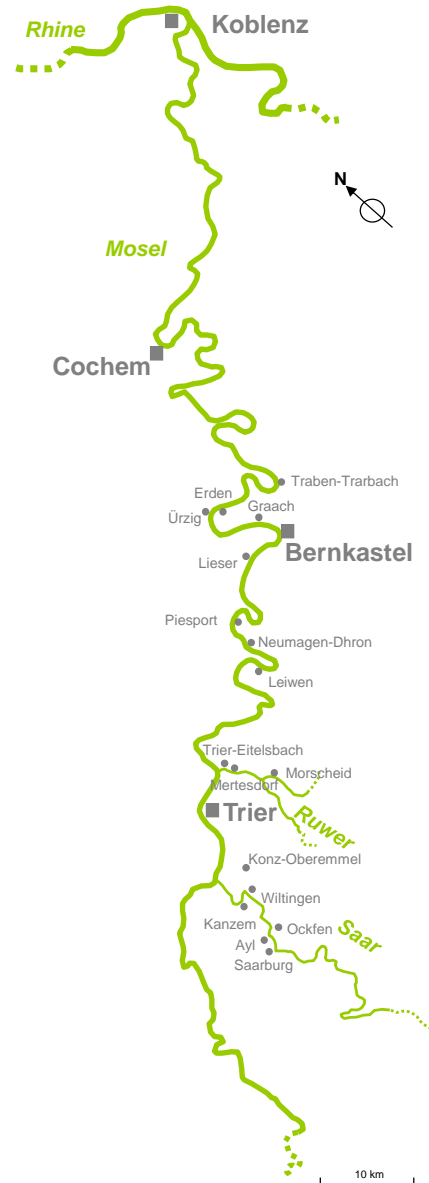 Rhine
Koblenz
N
Mosel
Cochem
Traben-Trarbach
Erden
Graach
Ürzig
Bernkastel
Lieser
Piesport
Neumagen-Dhron
Leiwen
Trier-Eitelsbach
Morscheid
Mertesdorf
Trier
Ruwer
Konz-Oberemmel
Wiltingen
Kanzem
Ockfen
Saar
Ayl
Saarburg
10 km